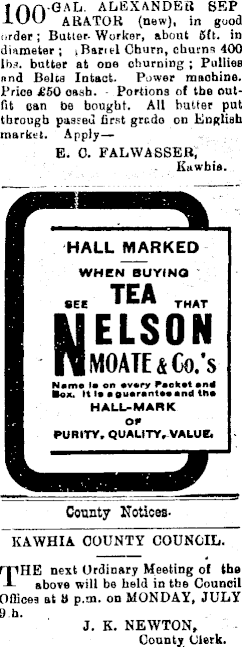 100-GAL. ALEXANDER SEP
ARATOR (new), in good
order; Butter-Worker, about 5ft. in
diameter; Barrel Churn, churns 400
lbs. butter at one churning; Pullies
and Belts Intact. Power machine.
Price £50 cash. - Portions of the out-
fit can be bought. All butter put
through passed first grade on English
market. Apply—
E. C. FALWASSER,
Kawhia.
HALL MARKED
WHEN BUYING
SEE TEA THAT
NELSON
MOATE & Co.'s
Name is on every Packet and
Box. It is a guarantee and the
HALL-MARK
OF
PURITY, QUALITY, VALUE.
County Notices.
KAWHIA COUNTY COUNCIL.
THE next Ordinary Meeting of the
above will be held in the Council
Offices at 8 p.m. on MONDAY, JULY
9 h.
J. K. NEWTON,
County Clerk.